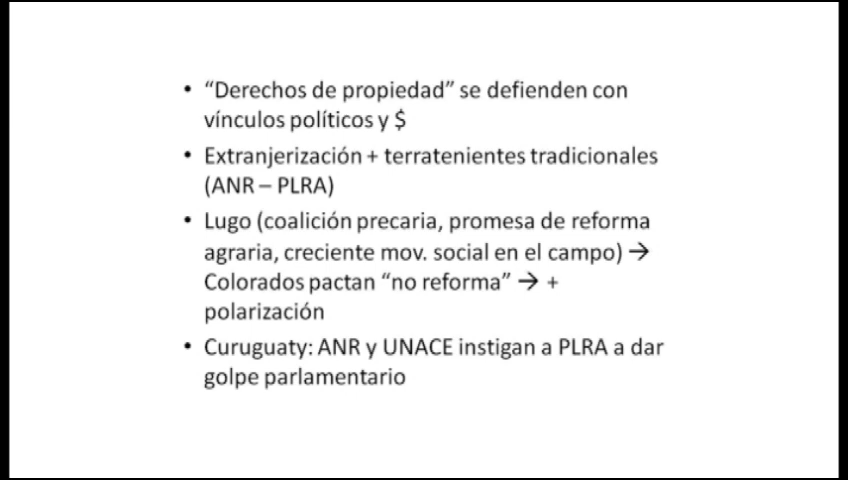 • “Derechos de propiedad” se defienden con
vínculos políticos y $
• Extranjerización + terratenientes tradicionales
(ANR – PLRA)
• Lugo (coalición precaria, promesa de reforma
agraria, creciente mov. social en el campo) →
Colorados pactan “no reforma” → +
polarización
• Curuguaty: ANR y UNACE instigan a PLRA a dar
golpe parlamentario